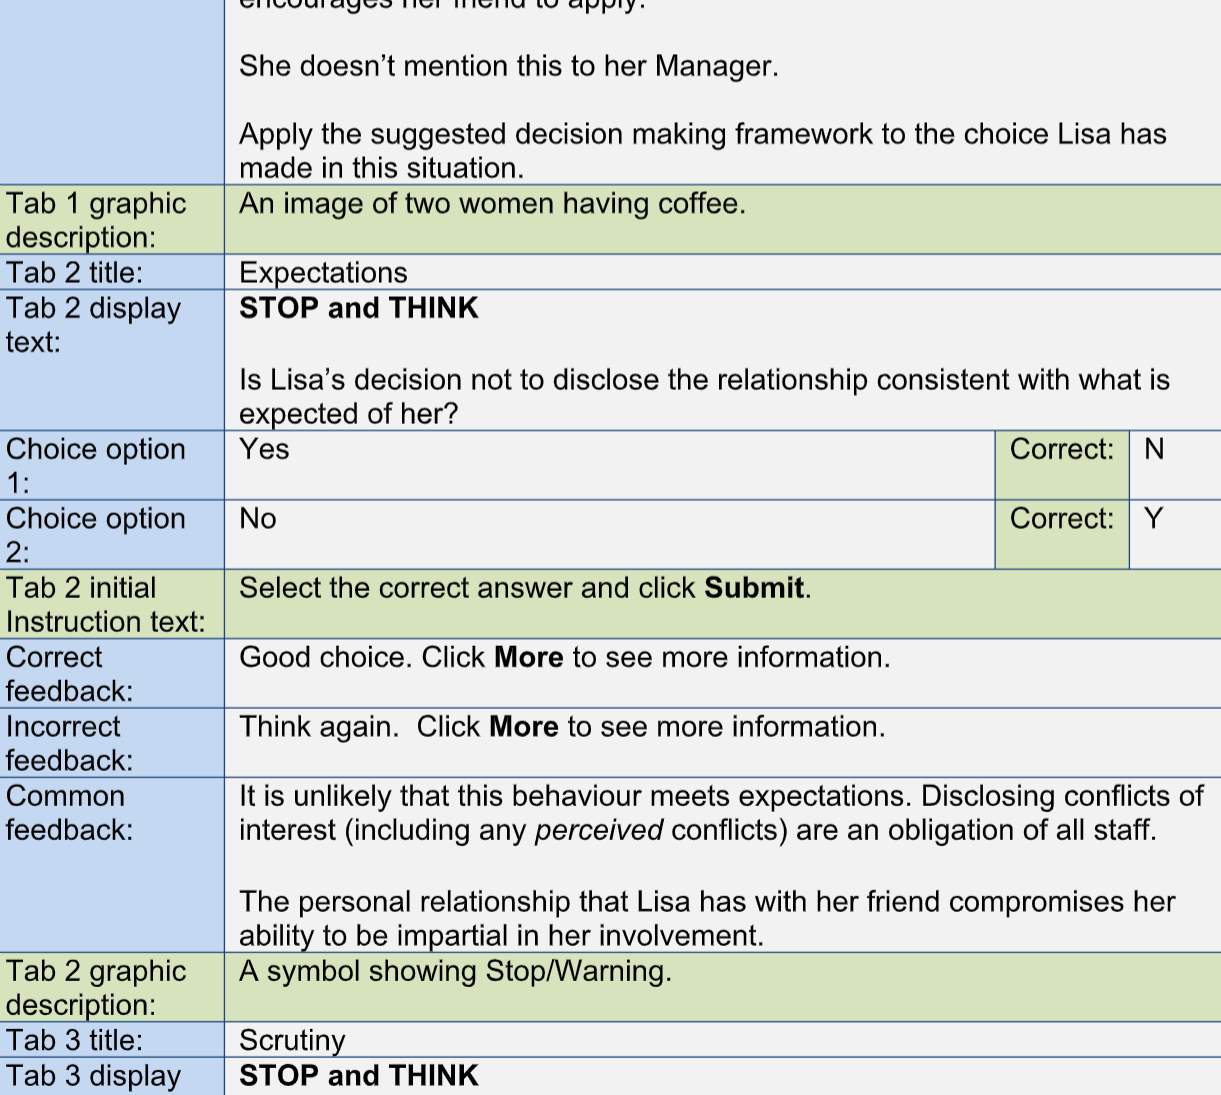 encourages her friend to apply.
She doesn’t mention this to her Manager.
Apply the suggested decision making framework to the choice Lisa has
made in this situation.
Tab 1 graphic
description:
An image of two women having coffee.
Tab 2 title:
Expectations
Tab 2 display
text:
STOP and THINK
Is Lisa’s decision not to disclose the relationship consistent with what is
expected of her?
Choice option
1:
Yes
Correct:
N
Choice option
2:
No
Correct:
Y
Tab 2 initial
Instruction text:
Select the correct answer and click Submit.
Correct
feedback:
Good choice. Click More to see more information.
Incorrect
feedback:
Think again.  Click More to see more information.
Common
feedback:
It is unlikely that this behaviour meets expectations. Disclosing conflicts of
interest (including any perceived conflicts) are an obligation of all staff.
The personal relationship that Lisa has with her friend compromises her
ability to be impartial in her involvement.
Tab 2 graphic
description:
A symbol showing Stop/Warning.
Tab 3 title:
Scrutiny
Tab 3 display
STOP and THINK